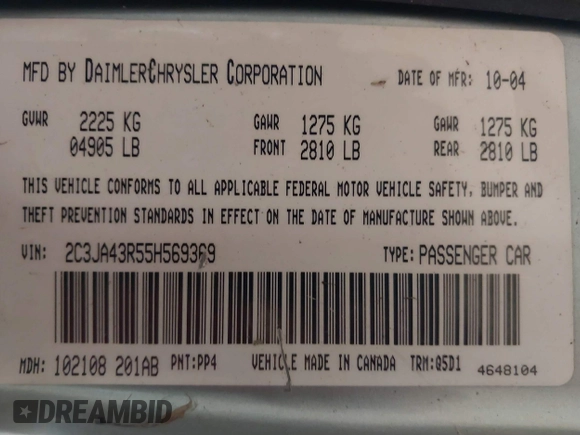 MFD BY DAIMLERCHRYSLER CORPORATION DATE OF MFR: 10-04
GVWR 2225 KG GAWR 1275 KG GAWR 1275 KG
04905 LB FRONT 2810 LB REAR 2810 LB
THIS VEHICLE CONFORMS TO ALL APPLICABLE FEDERAL MOTOR VEHICLE SAFETY, BUMPER AND
THEFT PREVENTION STANDARDS IN EFFECT ON THE DATE OF MANUFACTURE SHOWN ABOVE.
VIN: 2C3JA43R55H569369 TYPE: PASSENGER CAR
MDH: 102108 201AB PNT: PP4 VEHICLE MADE IN CANADA TRM: Q5D1 4648104
DREAMBID